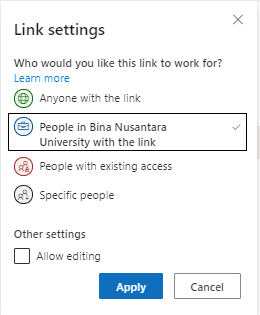 Link settings
Who would you like this link to work for?
Learn more
Anyone with the link
People in Bina Nusantara
University with the link
People with existing access
Specific people
Other settings
Allow editing
Apply
Cancel